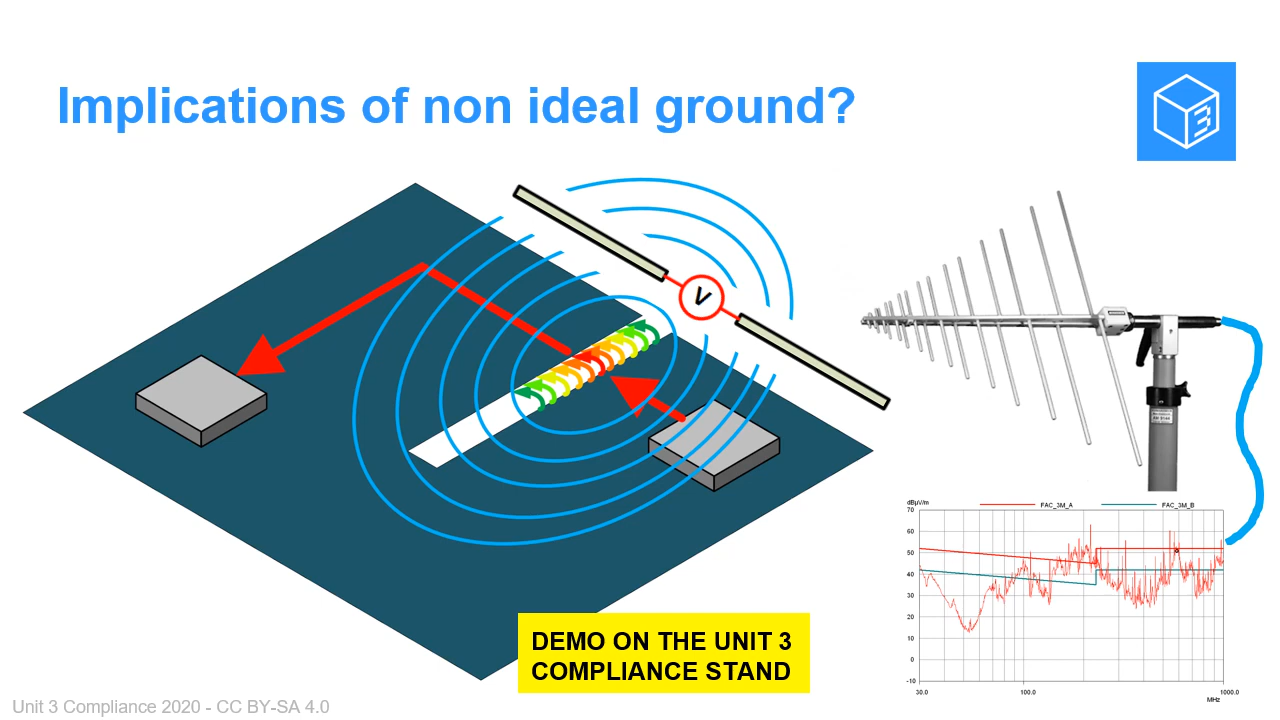 Implications of non ideal ground?
3
V
dBµV/m
FAC_3M_A
FAC_3M_B
70
60
50
40
30
20
10
0
-10
30.0
100.0
1000.0
MHz
DEMO ON THE UNIT 3
COMPLIANCE STAND
Unit 3 Compliance 2020 - CC BY-SA 4.0